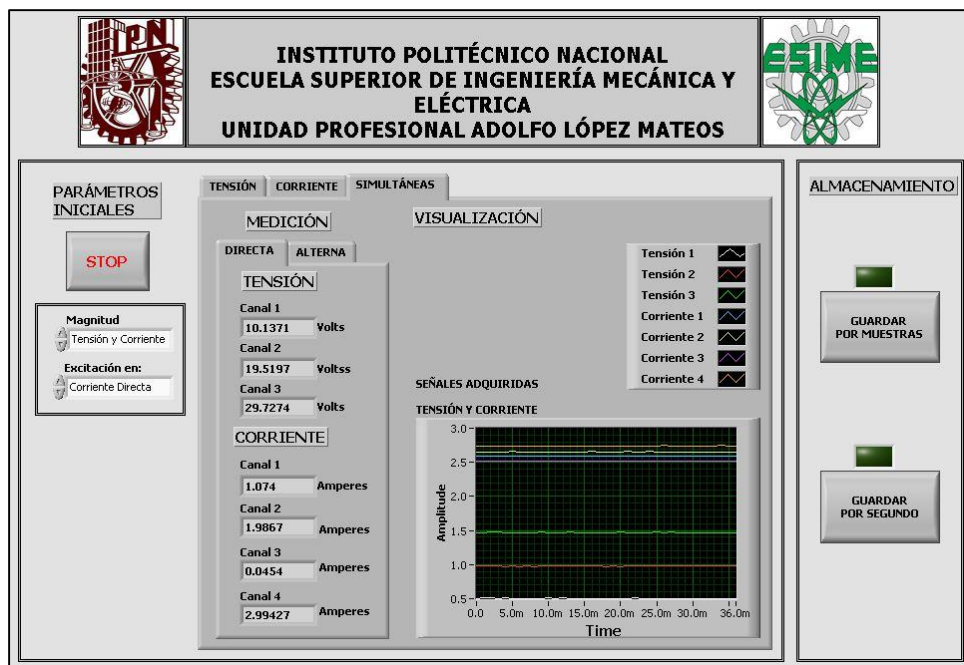 IPN
INSTITUTO POLITÉCNICO NACIONAL
ESCUELA SUPERIOR DE INGENIERÍA MECÁNICA Y
ELÉCTRICA
UNIDAD PROFESIONAL ADOLFO LÓPEZ MATEOS
ESIME
PARÁMETROS
INICIALES
STOP
Magnitud
Tensión y Corriente
Excitación en:
Corriente Directa
TENSIÓN
CORRIENTE
SIMULTÁNEAS
MEDICIÓN
DIRECTA
ALTERNA
TENSIÓN
Canal 1
10.1371 Volts
Canal 2
19.5197 Voltss
Canal 3
29.7274 Volts
CORRIENTE
Canal 1
1.074 Amperes
Canal 2
1.9867 Amperes
Canal 3
0.0454 Amperes
Canal 4
2.99427 Amperes
VISUALIZACIÓN
Tensión 1
Tensión 2
Tensión 3
Corriente 1
Corriente 2
Corriente 3
Corriente 4
SEÑALES ADQUIRIDAS
TENSIÓN Y CORRIENTE
Amplitude
3.0
2.5
2.0
1.5
1.0
0.5
0.0 5.0m 10.0m 15.0m 20.0m 25.0m 30.0m 36.0m
Time
ALMACENAMIENTO
GUARDAR
POR MUESTRAS
GUARDAR
POR SEGUNDO